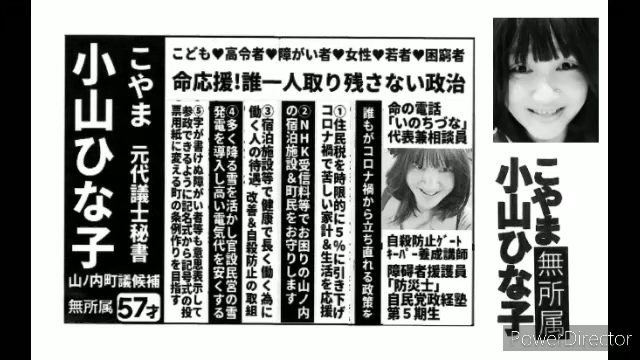 こやま
小山ひな子
元代議士秘書
山ノ内町議候補
無所属
57才
こども♥高令者♥障がい者♥女性♥若者♥困窮者
命応援!誰一人取り残さない政治
誰もがコロナ禍から立ち直れる政策を
①住民税を時限的に5%に引き下げ
コロナ禍で苦しい家計&生活を応援
②NHK受信料等でお困りの山ノ内
の宿泊施設&町民をお守りします
③宿泊施設等で健康で長く働く為に
働く人の待遇改善&自殺防止の取組
④多く降る雪を活かし官設民営の雪
発電を導入し高い電気代を安くする
⑤字が書けぬ障がい者等も意思表示して
参政できるように記名式から記号式の投
票用紙に変える町の条例作りを目指す
命の電話
「いのちづな」
代表兼相談員
自殺防止ゲート
キーパー養成講師
障碍者援護員
「防災士」
自民党政経塾
第5期生
こやま
小山ひな子
無所属
PowerDirector